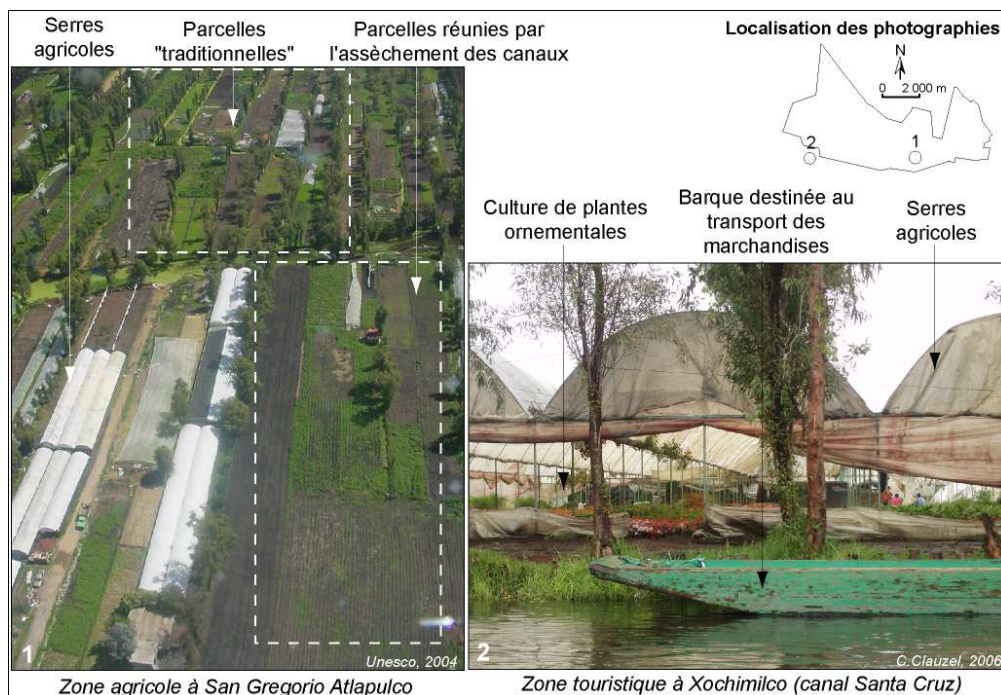 Serres
agricoles
Parcelles
"traditionnelles"
Parcelles réunies par
l'assèchement des canaux
Localisation des photographies
N
0 2 000 m
2
1
Culture de plantes
ornementales
Barque destinée au
transport des
marchandises
Serres
agricoles
1
Unesco, 2004
2
C.Clauzel, 2006
Zone agricole à San Gregorio Atlapulco
Zone touristique à Xochimilco (canal Santa Cruz)